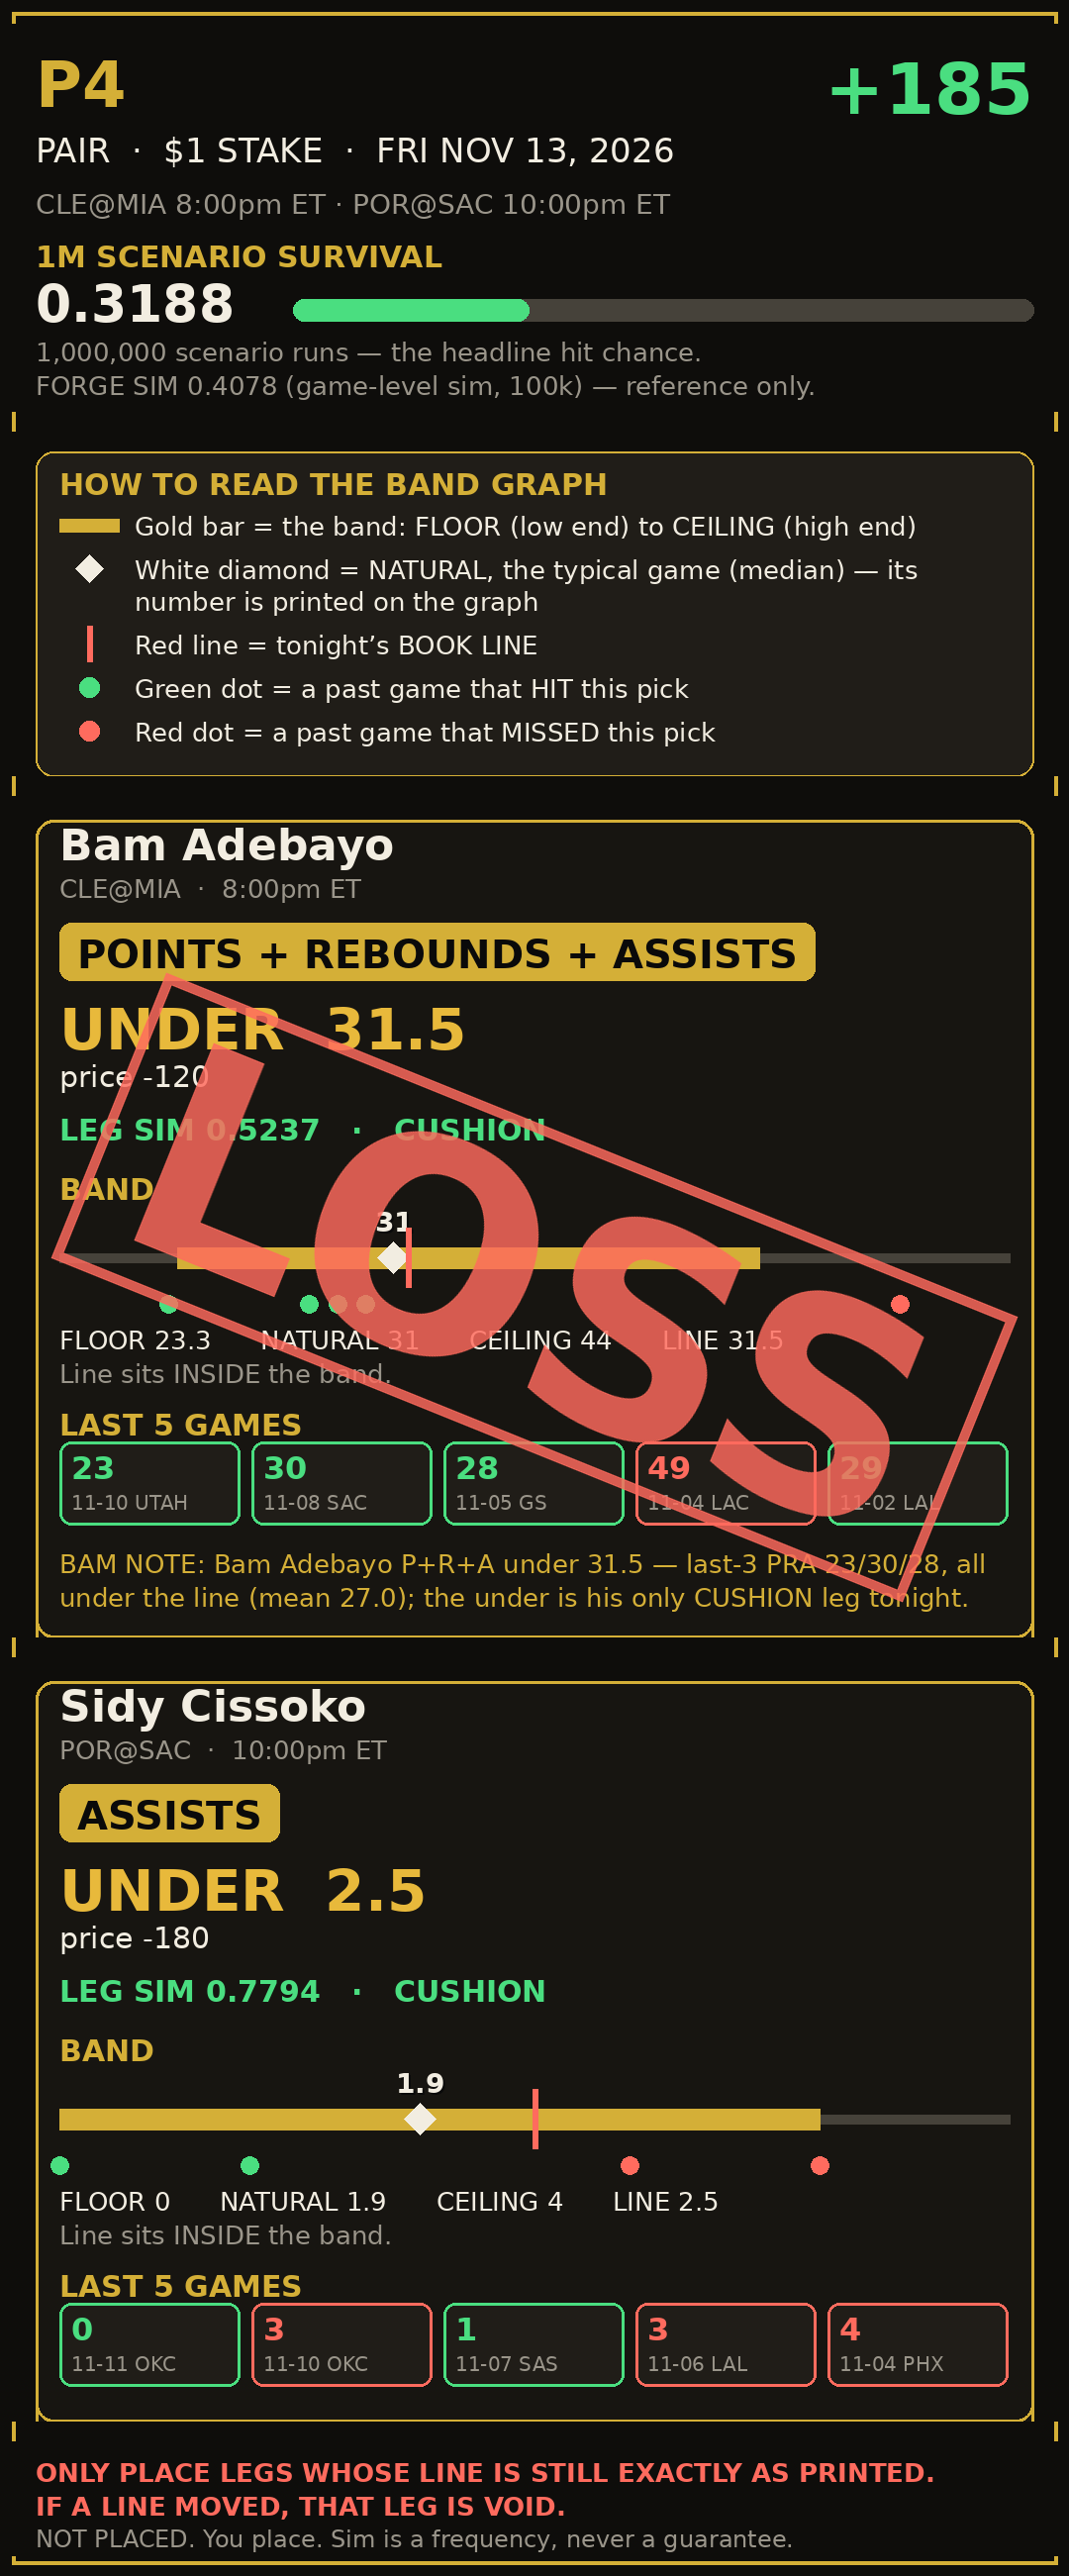 P4
+185
PAIR · $1 STAKE · FRI NOV 13, 2026
CLE@MIA 8:00pm ET · POR@SAC 10:00pm ET
1M SCENARIO SURVIVAL
0.3188
1,000,000 scenario runs — the headline hit chance.
FORGE SIM 0.4078 (game-level sim, 100k) — reference only.
HOW TO READ THE BAND GRAPH
Gold bar = the band: FLOOR (low end) to CEILING (high end)
White diamond = NATURAL, the typical game (median) — its
number is printed on the graph
Red line = tonight’s BOOK LINE
Green dot = a past game that HIT this pick
Red dot = a past game that MISSED this pick
Bam Adebayo
CLE@MIA · 8:00pm ET
POINTS + REBOUNDS + ASSISTS
UNDER 31.5
price -120
LEG SIM 0.5237 · CUSHION
BAND
31
FLOOR 23.3 NATURAL 31 CEILING 44 LINE 31.5
Line sits INSIDE the band.
LAST 5 GAMES
23 30 28 49 29
11-10 UTAH 11-08 SAC 11-05 GS 11-04 LAC 11-02 LAL
BAM NOTE: Bam Adebayo P+R+A under 31.5 — last-3 PRA 23/30/28, all
under the line (mean 27.0); the under is his only CUSHION leg tonight.
LOSS
Sidy Cissoko
POR@SAC · 10:00pm ET
ASSISTS
UNDER 2.5
price -180
LEG SIM 0.7794 · CUSHION
BAND
1.9
FLOOR 0 NATURAL 1.9 CEILING 4 LINE 2.5
Line sits INSIDE the band.
LAST 5 GAMES
0 3 1 3 4
11-11 OKC 11-10 OKC 11-07 SAS 11-06 LAL 11-04 PHX
ONLY PLACE LEGS WHOSE LINE IS STILL EXACTLY AS PRINTED.
IF A LINE MOVED, THAT LEG IS VOID.
NOT PLACED. You place. Sim is a frequency, never a guarantee.